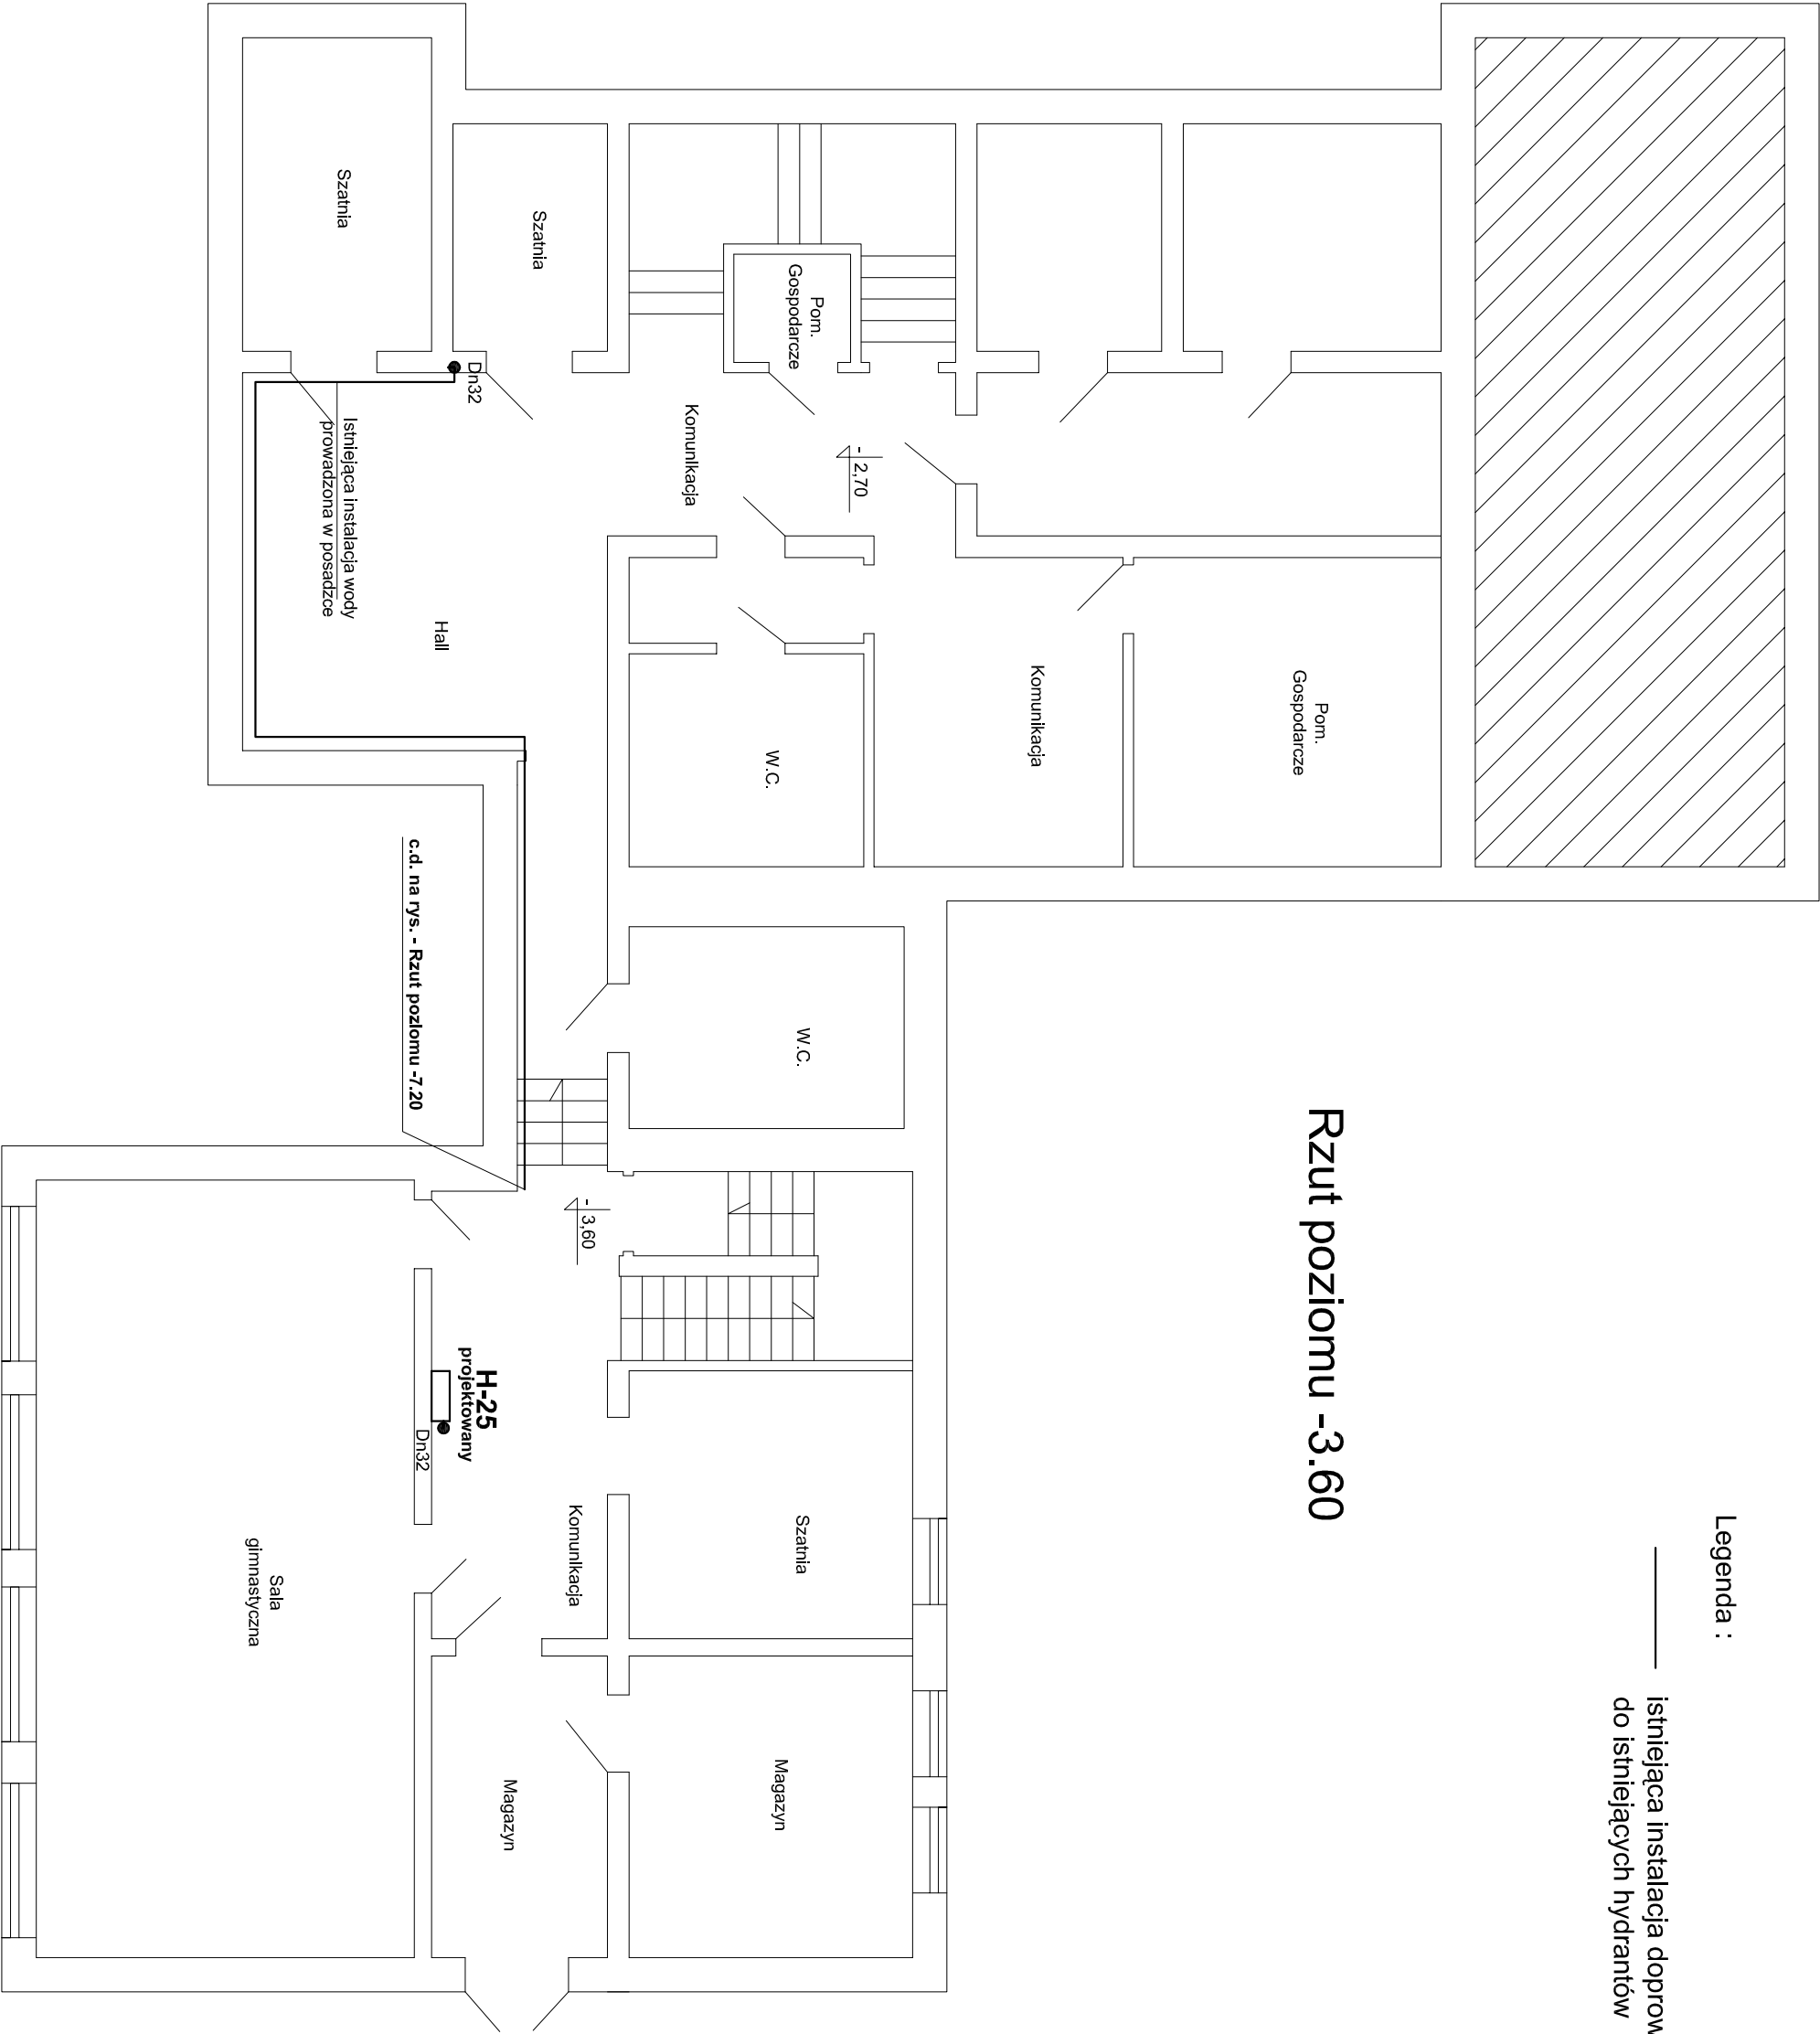 Rzut poziomu -3.60
Legenda :
istniejąca instalacja
do istniejących hydrantów
Pom.
Gospodarcze
Komunikacja
W.C.
W.C.
Pom.
Gospodarcze
- 2,70
KomunIkacja
Szatnia
Szatnia
Dn32
Istniejąca instalacja wody
prowadzona w posadzce
Hall
c.d. na rys. - Rzut pozIomu -7.20
- 3,60
H-25
projektowany
Dn32
KomunIkacja
Szatnia
Magazyn
Magazyn
Sala
gimnastyczna